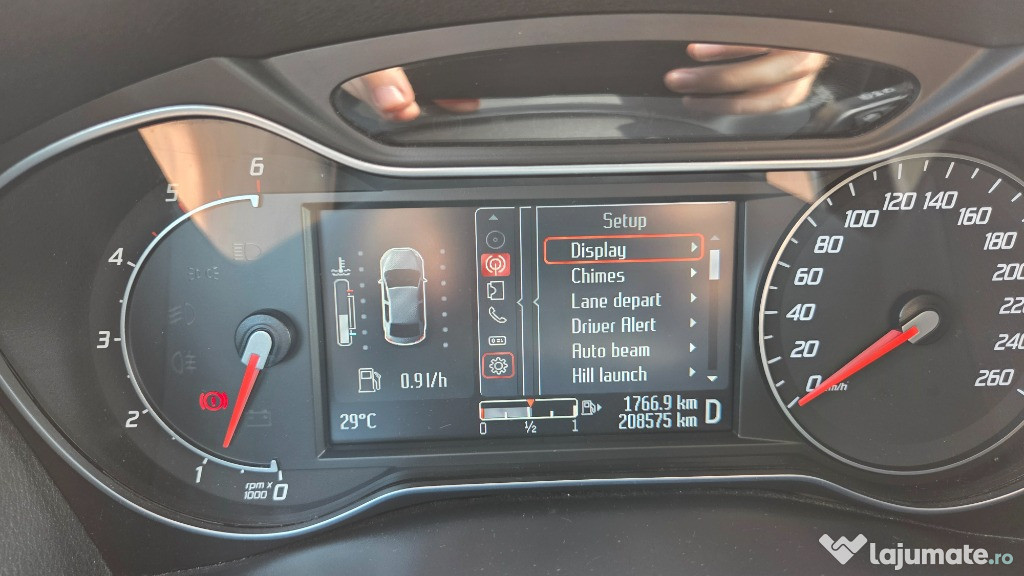 6
5
4
3
2
1
0
rpm x
1000
29°C
0.9l/h
Setup
Display
Chimes
Lane depart
Driver Alert
Auto beam
Hill launch
0 ½ 1
1766.9 km
208575 km
D
0
20
40
60
80
100
120
140
160
180
200
22
240
260
km/h
lajumate.ro